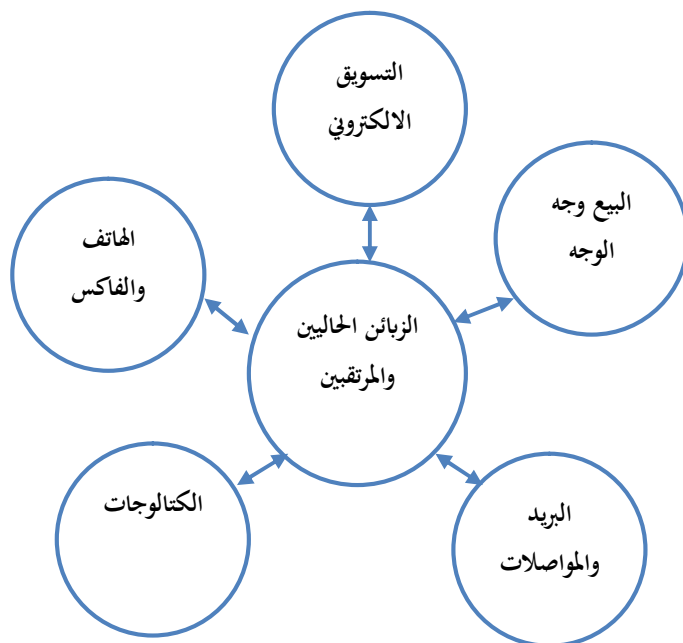 التسويق
الالكتروني
البيع وجه
الوجه
الهاتف
والفاكس
الزبائن الحاليين
والمرتقبين
الكتالوجات
البريد
والمواصلات